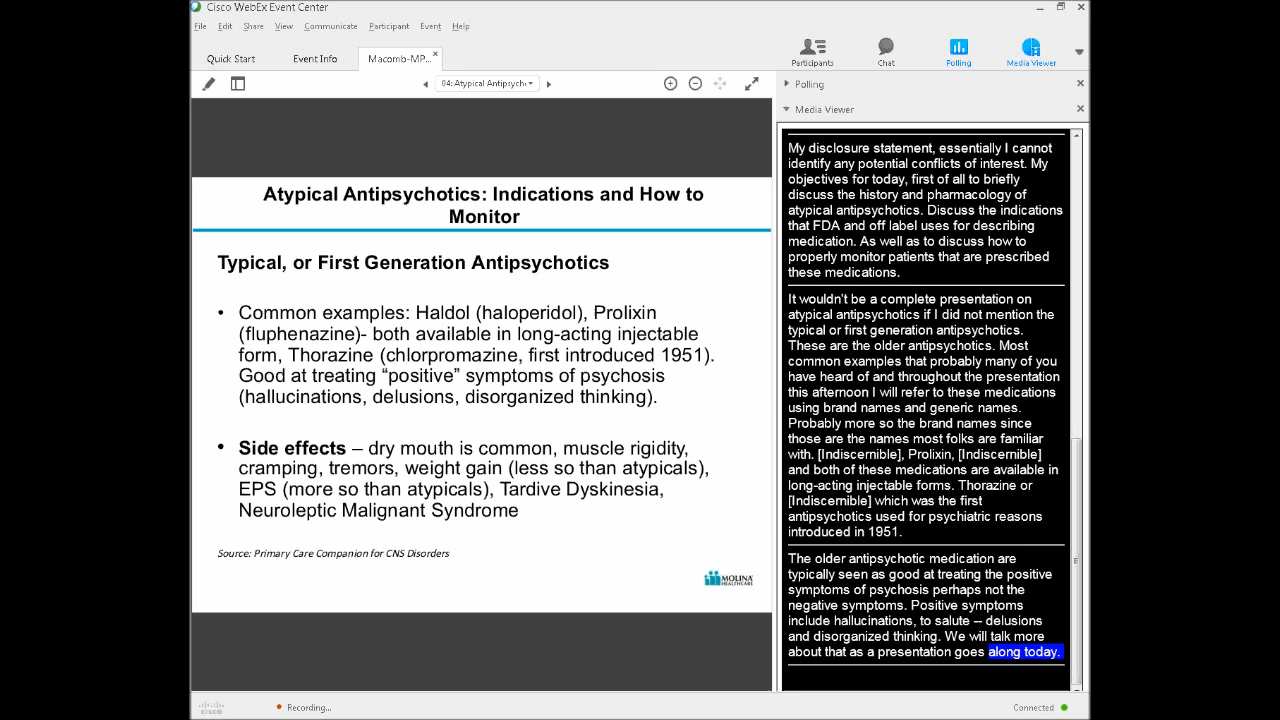 Cisco WebEx Event Center
File Edit Share View Communicate Participant Event Help
Quick Start Event Info Macomb-MP...
Participants Chat Polling Media Viewer
04: Atypical Antipsych
Polling
Media Viewer
Atypical Antipsychotics: Indications and How to
Monitor
Typical, or First Generation Antipsychotics
• Common examples: Haldol (haloperidol), Prolixin
(fluphenazine)- both available in long-acting injectable
form, Thorazine (chlorpromazine, first introduced 1951).
Good at treating “positive” symptoms of psychosis
(hallucinations, delusions, disorganized thinking).
• Side effects – dry mouth is common, muscle rigidity,
cramping, tremors, weight gain (less so than atypicals),
EPS (more so than atypicals), Tardive Dyskinesia,
Neuroleptic Malignant Syndrome
Source: Primary Care Companion for CNS Disorders
MOLINA
HEALTHCARE
My disclosure statement, essentially I cannot
identify any potential conflicts of interest. My
objectives for today, first of all to briefly
discuss the history and pharmacology of
atypical antipsychotics. Discuss the indications
that FDA and off label uses for describing
medication. As well as to discuss how to
properly monitor patients that are prescribed
these medications.
It wouldn't be a complete presentation on
atypical antipsychotics if I did not mention the
typical or first generation antipsychotics.
These are the older antipsychotics. Most
common examples that probably many of you
have heard of and throughout the presentation
this afternoon I will refer to these medications
using brand names and generic names.
Probably more so the brand names since
those are the names most folks are familiar
with. [Indiscernible], Prolixin, [Indiscernible]
and both of these medications are available in
long-acting injectable forms. Thorazine or
[Indiscernible] which was the first
antipsychotics used for psychiatric reasons
introduced in 1951.
The older antipsychotic medication are
typically seen as good at treating the positive
symptoms of psychosis perhaps not the
negative symptoms. Positive symptoms
include hallucinations, to salute -- delusions
and disorganized thinking. We will talk more
about that as a presentation goes along today.
CISCO
Recording...
Connected